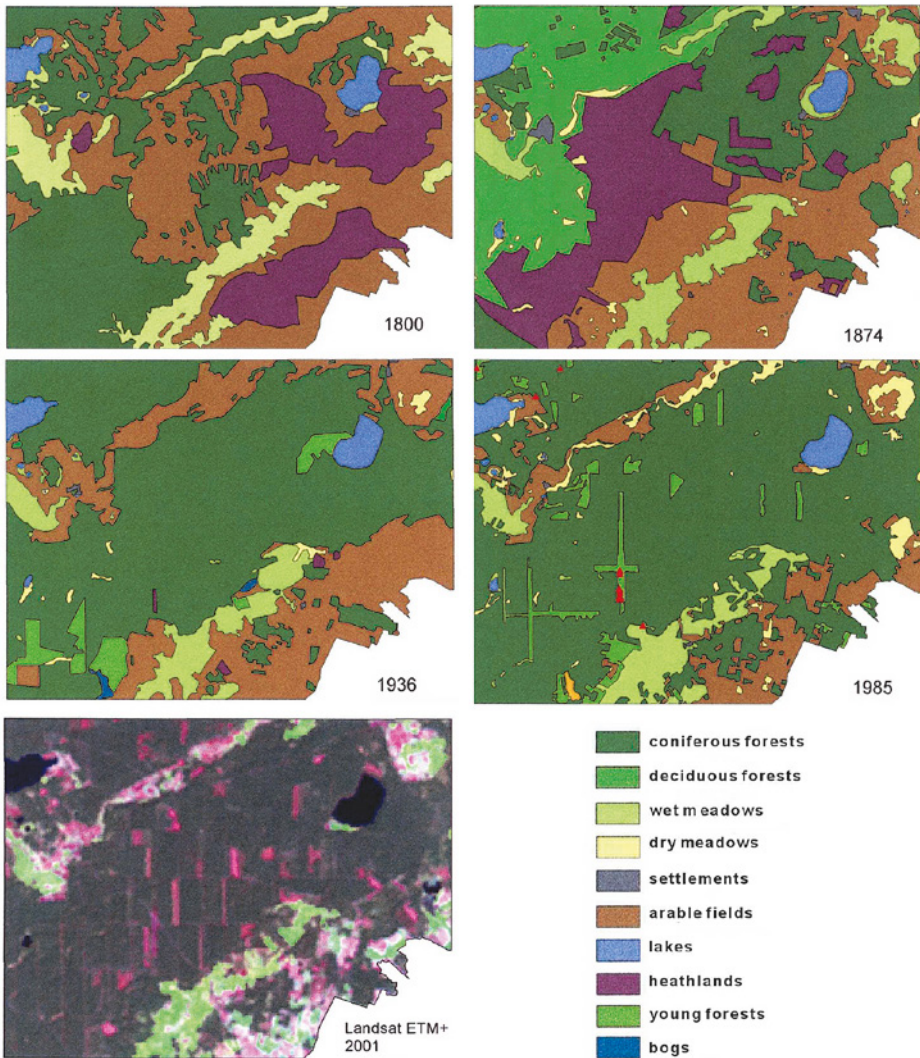 1800
1874
1936
1985
Landsat ETM+
2001
coniferous forests
deciduous forests
wet meadows
dry meadows
settlements
arable fields
lakes
heathlands
young forests
bogs